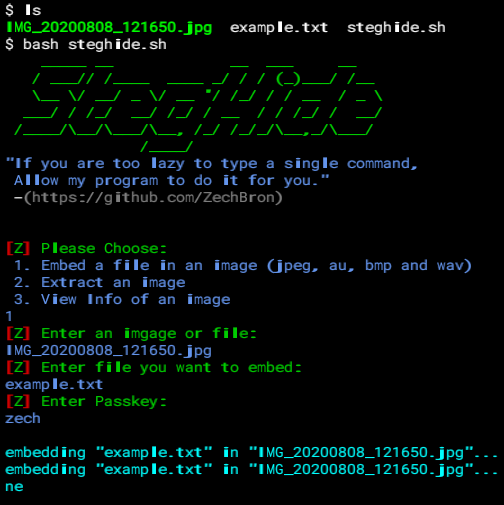 $ ls
IMG_20200808_121650.jpg example.txt steghide.sh
$ bash steghide.sh
StegHide
"If you are too lazy to type a single command,
Allow my program to do it for you."
-(https://github.com/ZechBron)
[Z] Please Choose:
1. Embed a file in an image (jpeg, au, bmp and wav)
2. Extract an image
3. View Info of an image
1
[Z] Enter an imgage or file:
IMG_20200808_121650.jpg
[Z] Enter file you want to embed:
example.txt
[Z] Enter Passkey:
zech
embedding "example.txt" in "IMG_20200808_121650.jpg"...
embedding "example.txt" in "IMG_20200808_121650.jpg"...
ne